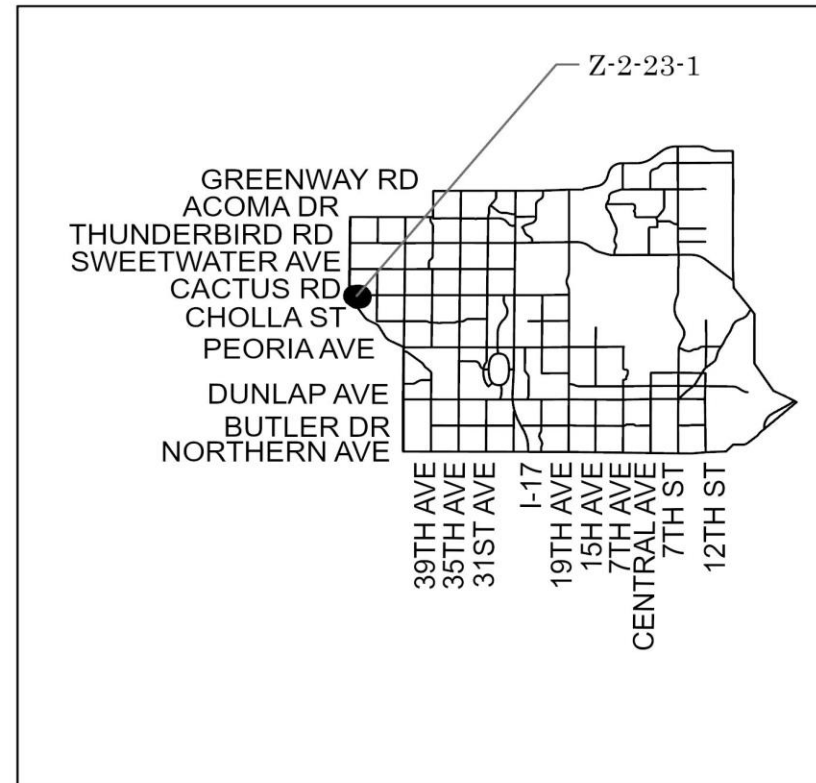 Z-2-23-1
GREENWAY RD
ACOMA DR
THUNDERBIRD RD
SWEETWATER AVE
CACTUS RD
CHOLLA ST
PEORIA AVE
DUNLAP AVE
BUTLER DR
NORTHERN AVE
39TH AVE
35TH AVE
31ST AVE
I-17
19TH AVE
15H AVE
7TH AVE
CENTRAL AVE
7TH ST
12TH ST